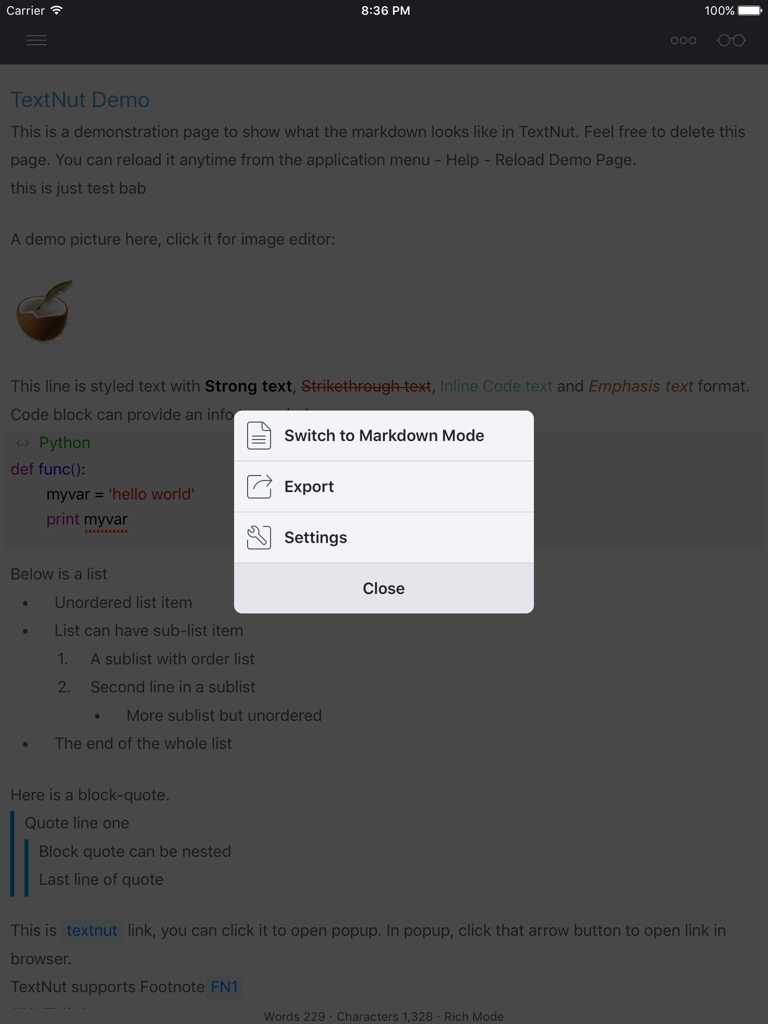 Carrier 8:36 PM 100%
TextNut Demo
This is a demonstration page to show what the markdown looks like in TextNut. Feel free to delete this
page. You can reload it anytime from the application menu - Help - Reload Demo Page.
this is just test bab
A demo picture here, click it for image editor:
This line is styled text with Strong text, Strikethrough text, Inline Code text and Emphasis text format.
Code block can provide an info
Python
def func():
myvar = 'hello world'
print myvar
Switch to Markdown Mode
Export
Settings
Close
Below is a list
• Unordered list item
• List can have sub-list item
1. A sublist with order list
2. Second line in a sublist
• More sublist but unordered
• The end of the whole list
Here is a block-quote.
Quote line one
Block quote can be nested
Last line of quote
This is textnut link, you can click it to open popup. In popup, click that arrow button to open link in
browser.
TextNut supports Footnote FN1
Words 229 · Characters 1,328 · Rich Mode